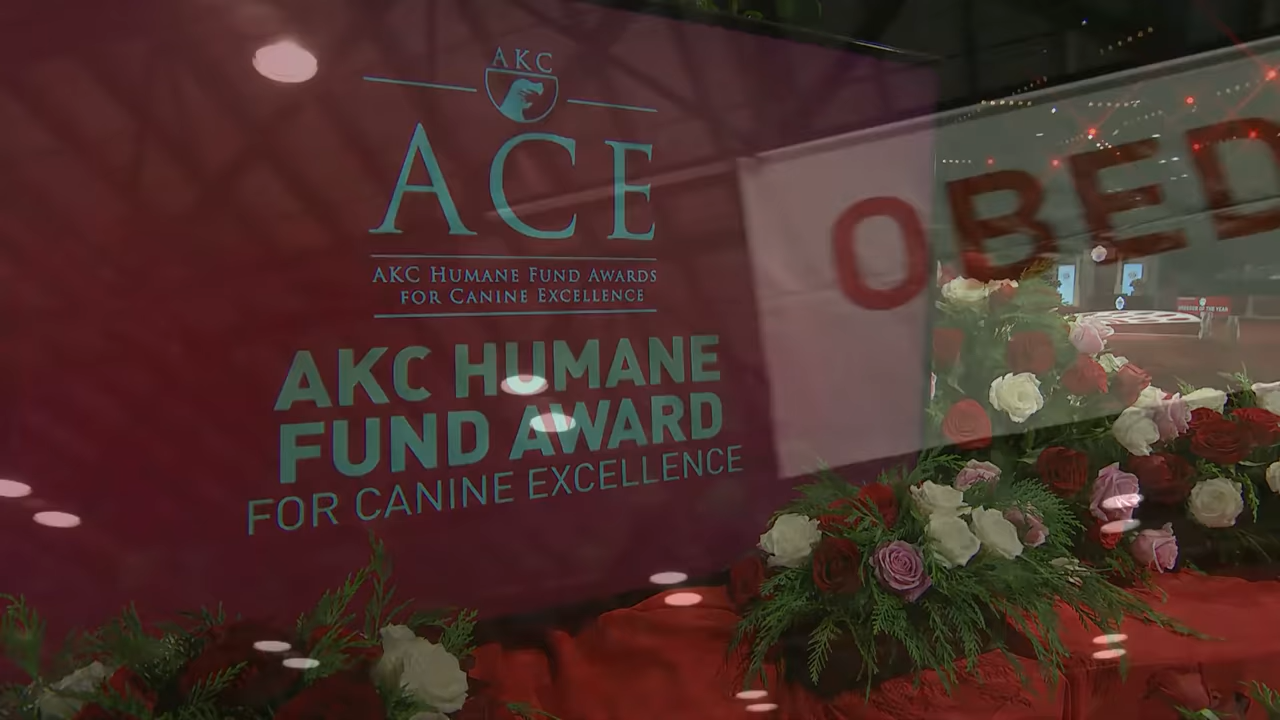 AKC
ACE
AKC HUMANE FUND AWARDS
FOR CANINE EXCELLENCE
AKC HUMANE
FUND AWARD
FOR CANINE EXCELLENCE
OBED